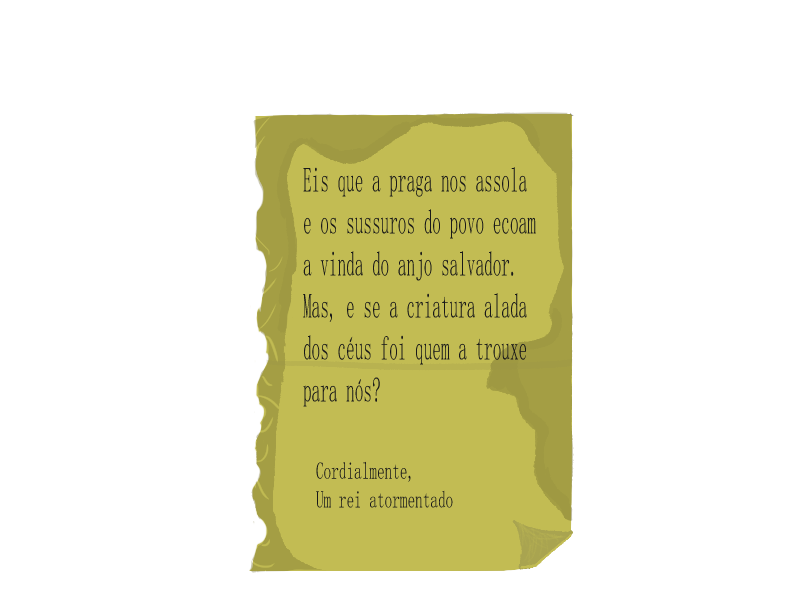 Eis que a praga nos assola
e os sussuros do povo ecoam
a vinda do anjo salvador.
Mas, e se a criatura alada
dos céus foi quem a trouxe
para nós?
Cordialmente,
Um rei atormentado